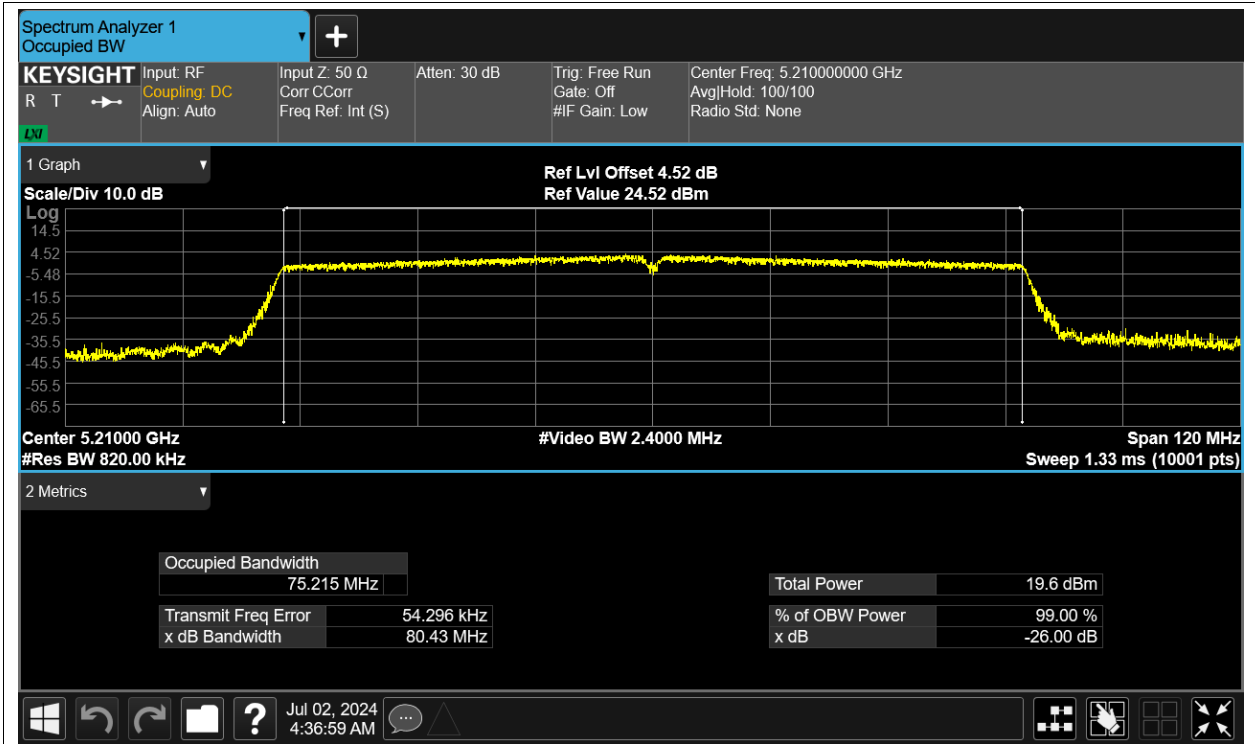 Spectrum Analyzer 1
Occupied BW
KEYSIGHT
R T
LXI
Input: RF
Coupling: DC
Align: Auto
Input Z: 50 Ω
Corr CCorr
Freq Ref: Int (S)
Atten: 30 dB
Trig: Free Run
Gate: Off
#IF Gain: Low
Center Freq: 5.210000000 GHz
Avg|Hold: 100/100
Radio Std: None
1 Graph
Scale/Div 10.0 dB
Ref Lvl Offset 4.52 dB
Ref Value 24.52 dBm
Log
14.5
4.52
-5.48
-15.5
-25.5
-35.5
-45.5
-55.5
-65.5
Center 5.21000 GHz
#Video BW 2.4000 MHz
Span 120 MHz
#Res BW 820.00 kHz
Sweep 1.33 ms (10001 pts)
2 Metrics
Occupied Bandwidth
75.215 MHz
Transmit Freq Error 54.296 kHz
x dB Bandwidth 80.43 MHz
Total Power 19.6 dBm
% of OBW Power 99.00 %
x dB -26.00 dB
?
Jul 02, 2024
4:36:59 AM